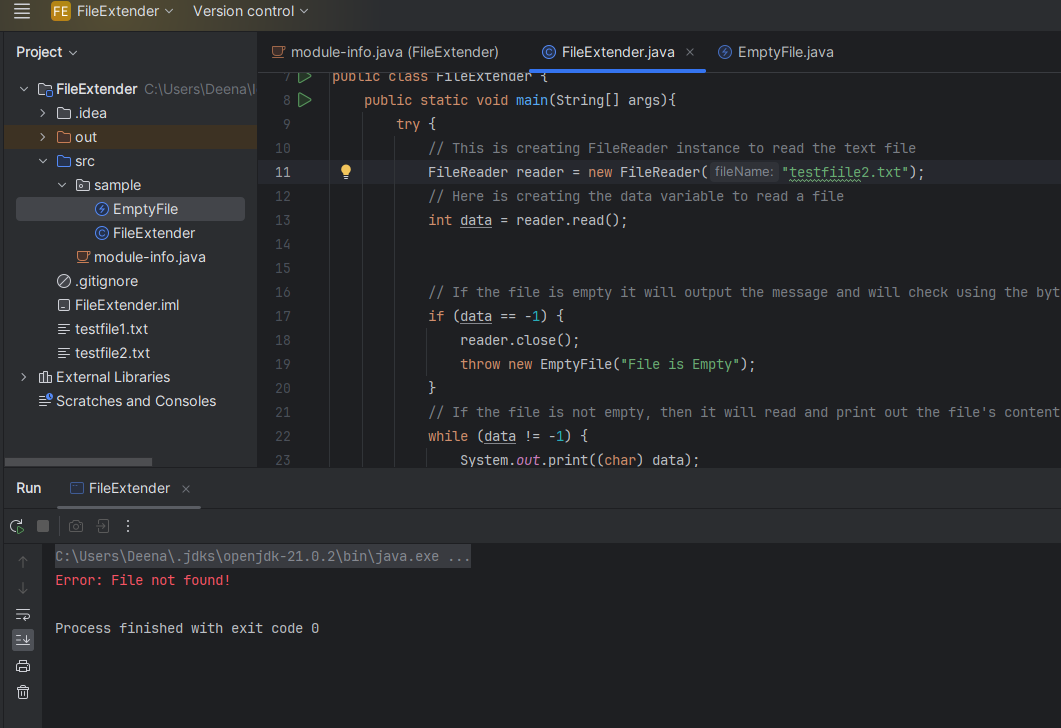 FE FileExtender Version control
Project
module-info.java (FileExtender) FileExtender.java EmptyFile.java
FileExtender C:\Users\Deena\I
.idea
out
src
sample
EmptyFile
FileExtender
module-info.java
.gitignore
FileExtender.iml
testfile1.txt
testfile2.txt
External Libraries
Scratches and Consoles
7 public class FileExtender {
8 public static void main(String[] args){
9 try {
10 // This is creating FileReader instance to read the text file
11 FileReader reader = new FileReader( fileName: "testfiile2.txt");
12 // Here is creating the data variable to read a file
13 int data = reader.read();
14
15
16 // If the file is empty it will output the message and will check using the byt
17 if (data == -1) {
18 reader.close();
19 throw new EmptyFile("File is Empty");
20 }
21 // If the file is not empty, then it will read and print out the file's content
22 while (data != -1) {
23 System.out.print((char) data);
Run FileExtender
C:\Users\Deena\.jdks\openjdk-21.0.2\bin\java.exe ...
Error: File not found!
Process finished with exit code 0